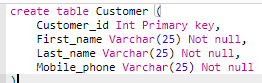 create table Customer (
Customer_id Int Primary key,
First_name Varchar(25) Not null,
Last_name Varchar(25) Not null,
Mobile_phone Varchar(25) Not null
)